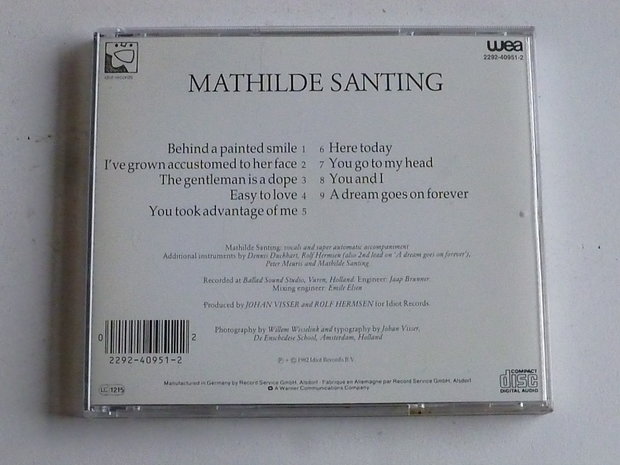 idiot records
wea
2292-40951-2
MATHILDE SANTING
Behind a painted smile 1
I've grown accustomed to her face 2
The gentleman is a dope 3
Easy to love 4
You took advantage of me 5
6 Here today
7 You go to my head
8 You and I
9 A dream goes on forever
Mathilde Santing: vocals and super automatic accompaniment
Additional instruments by Dennis Duchhart, Rolf Hermsen (also 2nd lead on 'A dream goes on forever'),
Peter Meuris and Mathilde Santing
Recorded at Ballad Sound Studio, Vuren, Holland. Engineer: Jaap Brunner.
Mixing engineer: Emile Elsen
Produced by JOHAN VISSER and ROLF HERMSEN for Idiot Records.
Photography by Willem Wisselink and typography by Johan Visser,
De Enschedese School, Amsterdam, Holland
℗ + © 1982 Idiot Records B.V.
0 2
2292-40951-2
Manufactured in Germany by Record Service GmbH, Alsdorf · Fabriqué en Allemagne par Record Service GmbH, Alsdorf
A Warner Communications Company
LC 1215
COMPACT
disc
DIGITAL AUDIO